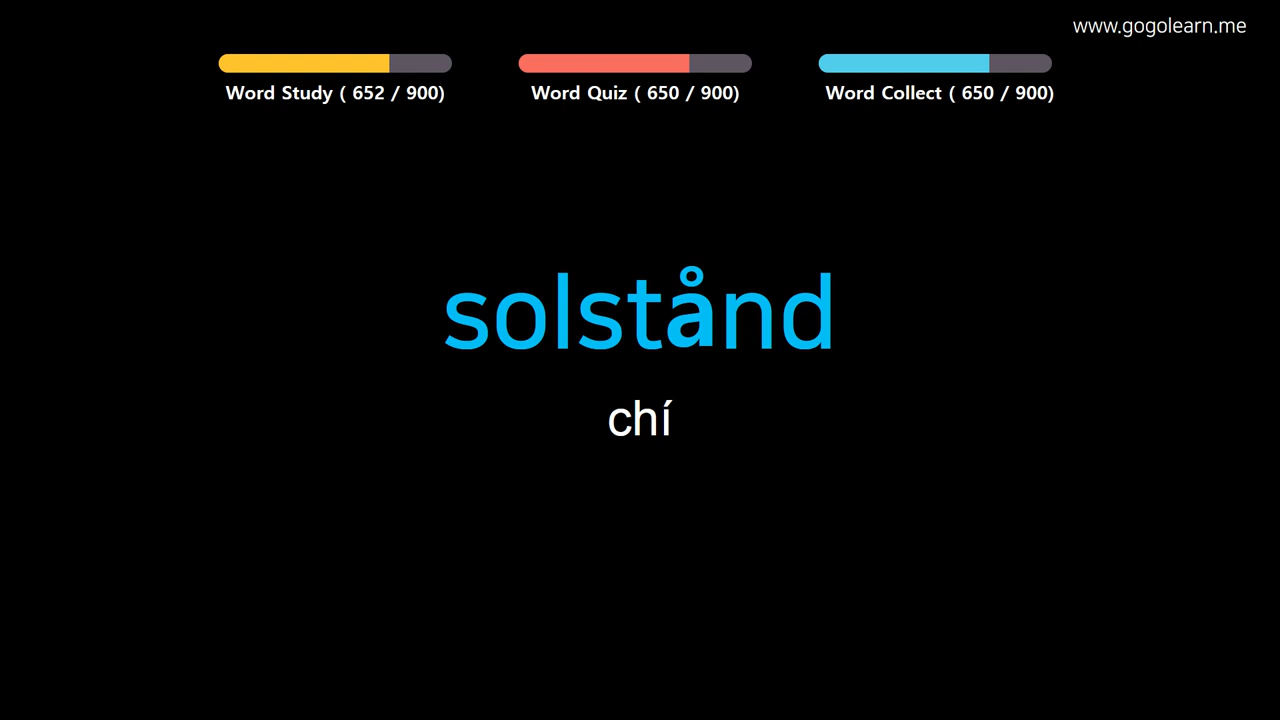 www.gogolearn.me
Word Study ( 652 / 900)
Word Quiz ( 650 / 900)
Word Collect ( 650 / 900)
solstånd
chí